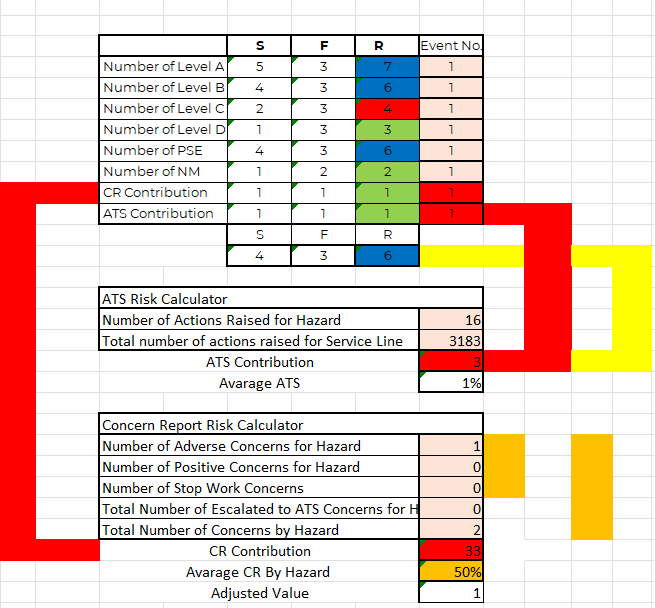 S F R Event No.
Number of Level A 5 3 7 1
Number of Level B 4 3 6 1
Number of Level C 2 3 4 1
Number of Level D 1 3 3 1
Number of PSE 4 3 6 1
Number of NM 1 2 2 1
CR Contribution 1 1 1 1
ATS Contribution 1 1 1 1
S F R
4 3 6
ATS Risk Calculator
Number of Actions Raised for Hazard 16
Total number of actions raised for Service Line 3183
ATS Contribution 3
Avarage ATS 1%
Concern Report Risk Calculator
Number of Adverse Concerns for Hazard 1
Number of Positive Concerns for Hazard 0
Number of Stop Work Concerns 0
Total Number of Escalated to ATS Concerns for H 0
Total Number of Concerns by Hazard 2
CR Contribution 33
Avarage CR By Hazard 50%
Adjusted Value 1